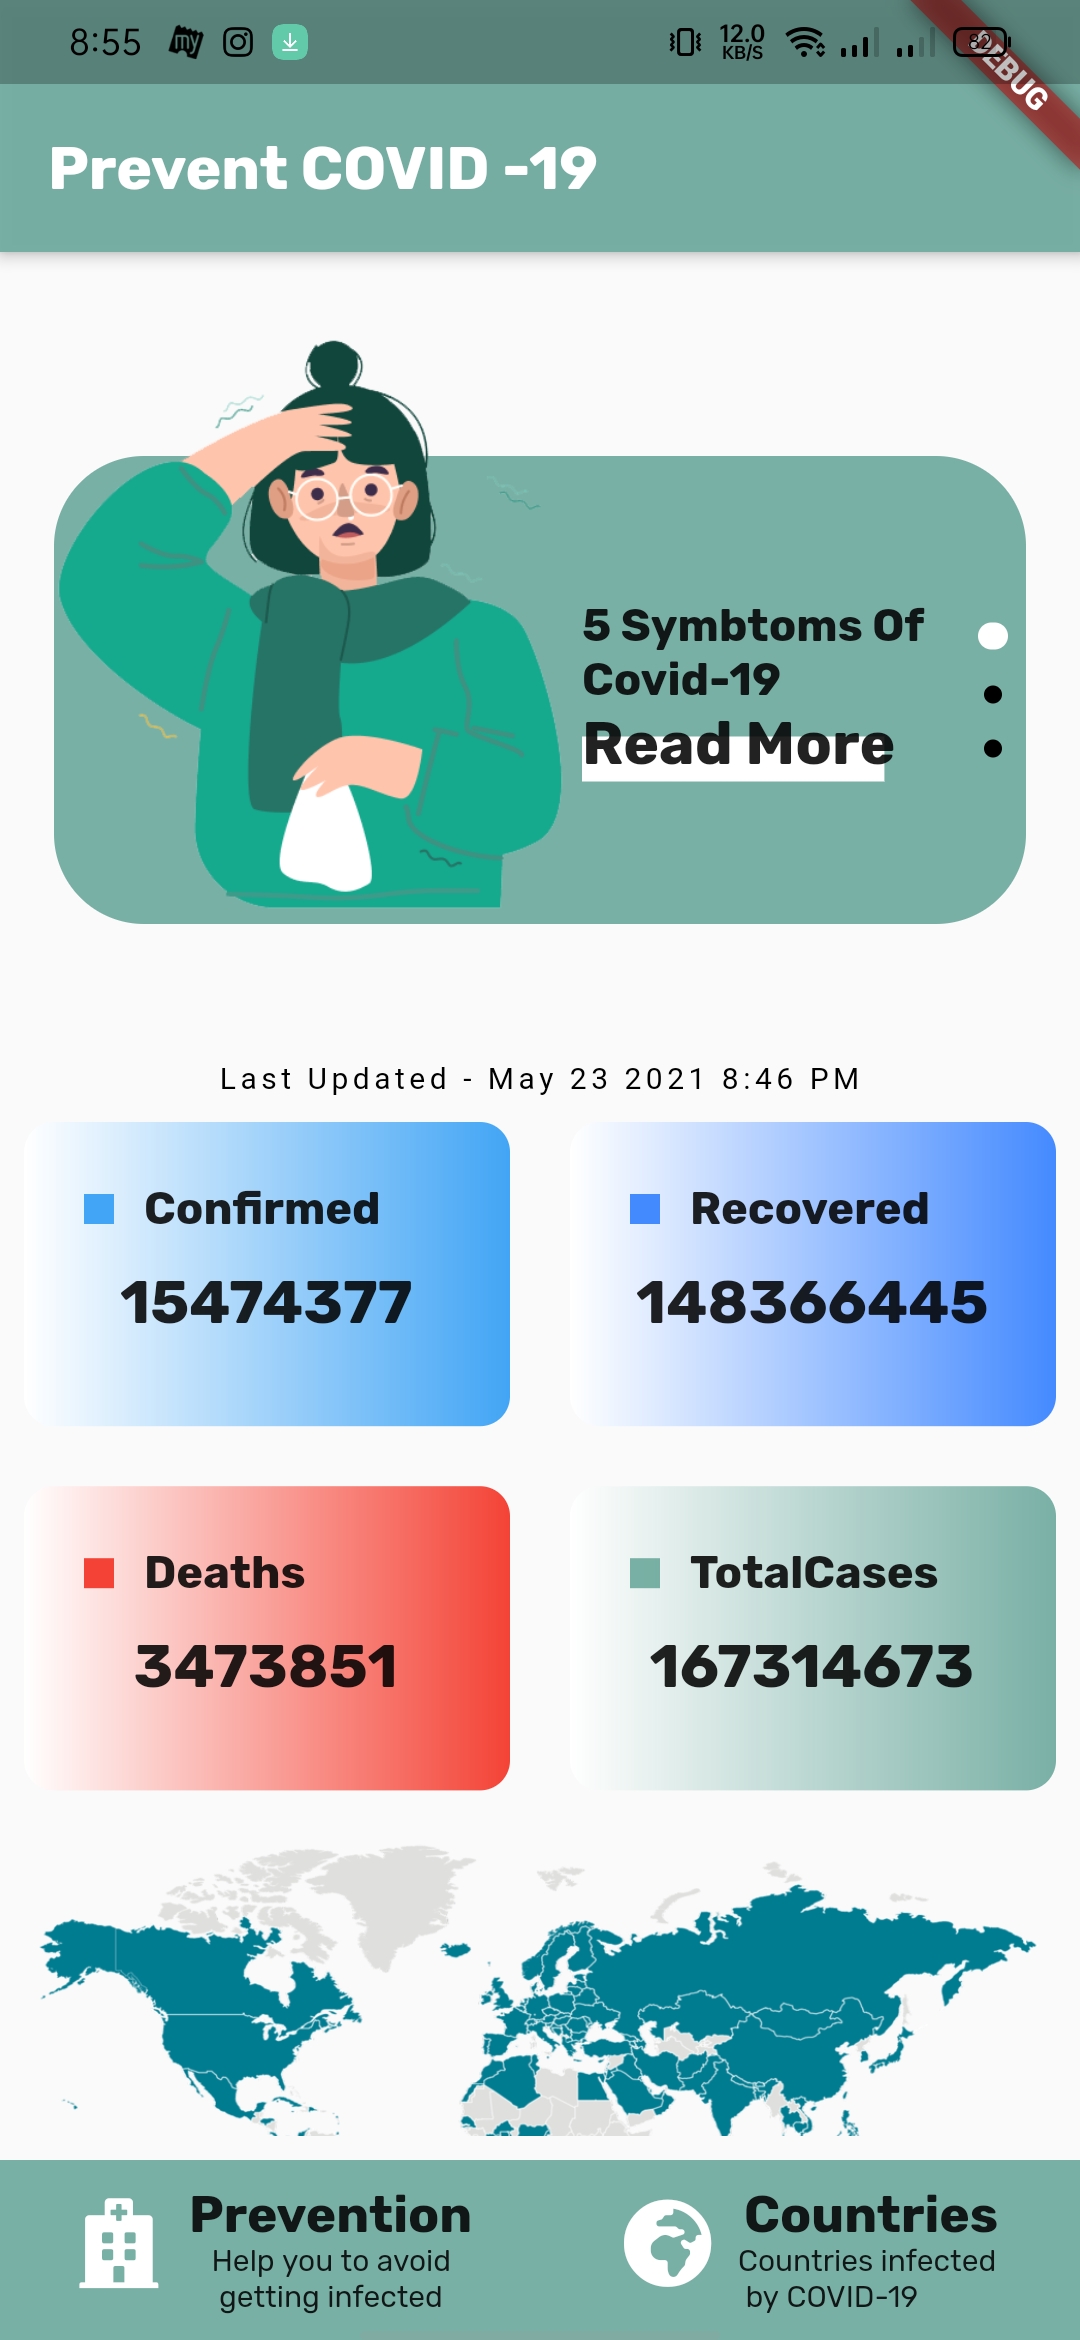 8:55 my 12.0 KB/S 82
DEBUG
Prevent COVID -19
5 Symbtoms Of
Covid-19
Read More
Last Updated - May 23 2021 8:46 PM
Confirmed
15474377
Recovered
148366445
Deaths
3473851
TotalCases
167314673
Prevention
Help you to avoid
getting infected
Countries
Countries infected
by COVID-19